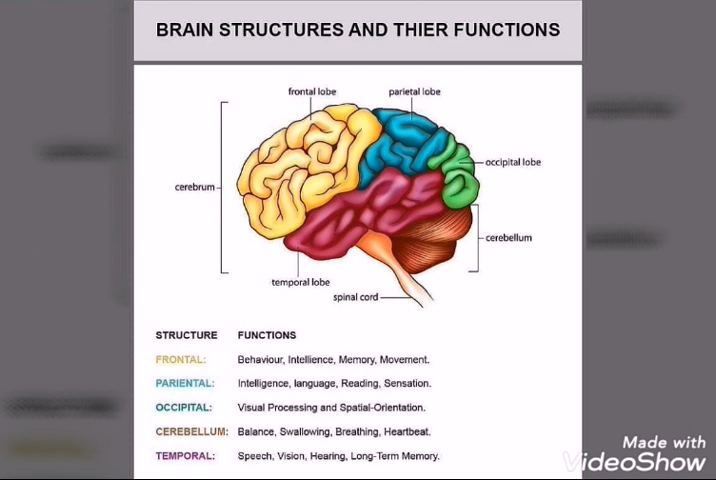 BRAIN STRUCTURES AND THIER FUNCTIONS
frontal lobe
parietal lobe
occipital lobe
cerebrum
cerebellum
temporal lobe
spinal cord
STRUCTURE FUNCTIONS
FRONTAL: Behaviour, Intellience, Memory, Movement.
PARIENTAL: Intelligence, language, Reading, Sensation.
OCCIPITAL: Visual Processing and Spatial-Orientation.
CEREBELLUM: Balance, Swallowing, Breathing, Heartbeat.
TEMPORAL: Speech, Vision, Hearing, Long-Term Memory.
Made with
VideoShow